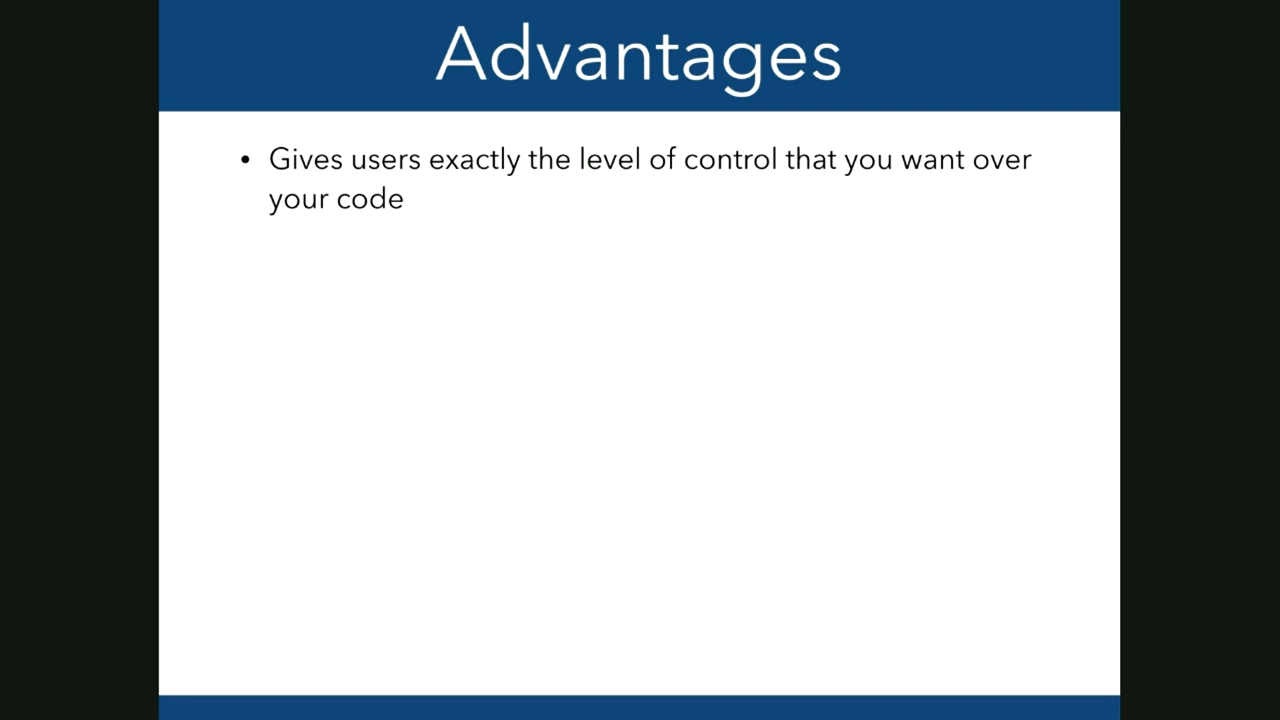 Advantages
• Gives users exactly the level of control that you want over
your code